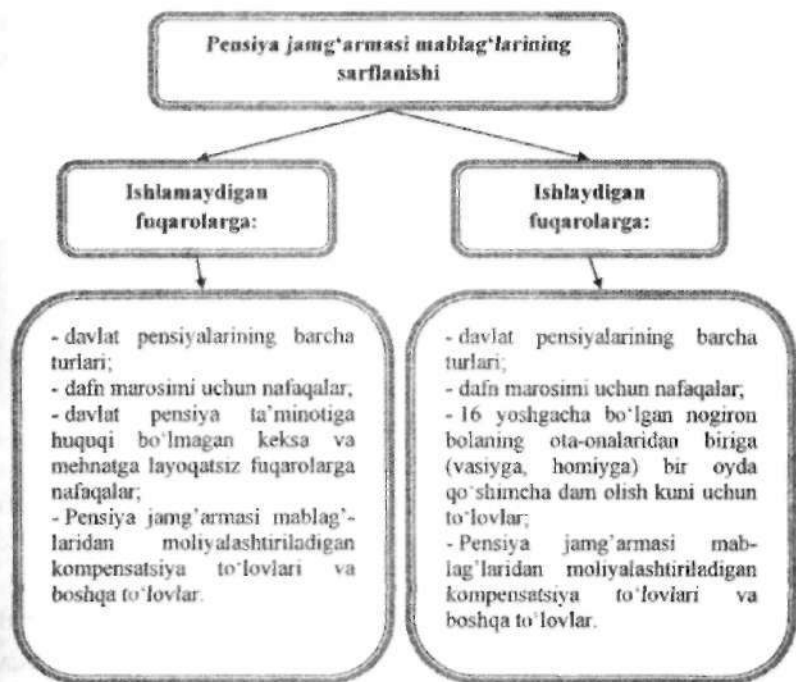 Pensiya jamg‘armasi mablag‘larining
sarflanishi
Ishlamaydigan
fuqarolarga:
Ishlaydigan
fuqarolarga:
- davlat pensiyalarining barcha
turlari;
- dafn marosimi uchun nafaqalar;
- davlat pensiya ta’minotiga
huquqi bo‘lmagan keksa va
mehnatga layoqatsiz fuqarolarga
nafaqalar;
- Pensiya jamg’armasi mablag’-
laridan moliyalashtiriladigan
kompensatsiya to‘lovlari va
boshqa to‘lovlar.
- davlat pensiyalarining barcha
turlari;
- dafn marosimi uchun nafaqalar;
- 16 yoshgacha bo‘lgan nogiron
bolaning ota-onalaridan biriga
(vasiyga, homiyga) bir oyda
qo‘shimcha dam olish kuni uchun
to‘lovlar;
- Pensiya jamg’armasi mab-
lag’laridan moliyalashtiriladigan
kompensatsiya to‘lovlari va
boshqa to‘lovlar.